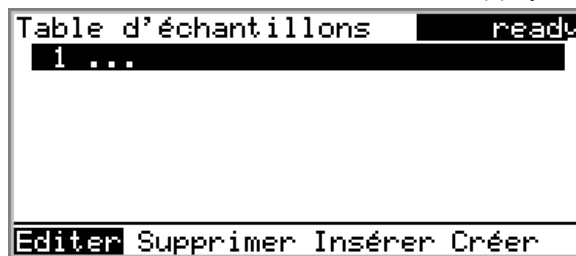 Table d'échantillons ready
1 ...
Editer Supprimer Insérer Créer